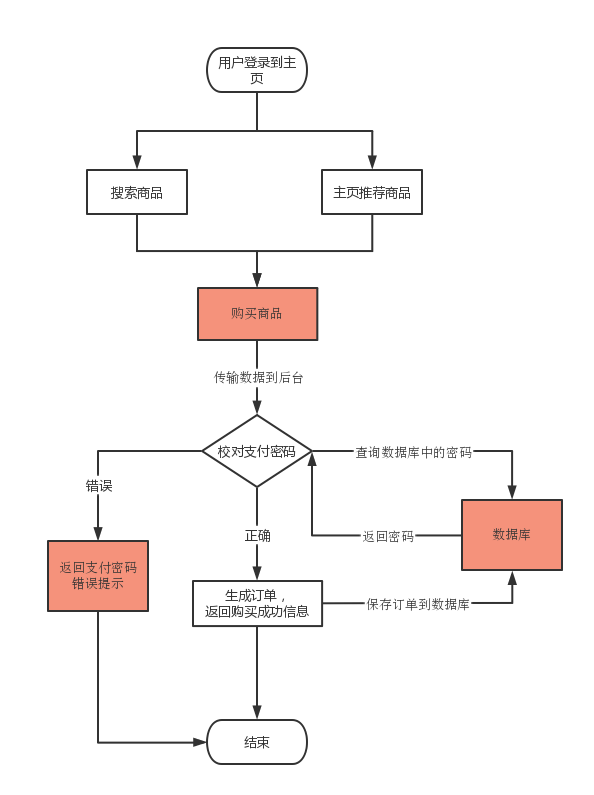 用户登录到主
页
搜索商品
主页推荐商品
购买商品
传输数据到后台
校对支付密码
查询数据库中的密码
错误
正确
返回密码
数据库
返回支付密码
错误提示
生成订单，
返回购买成功信息
保存订单到数据库
结束